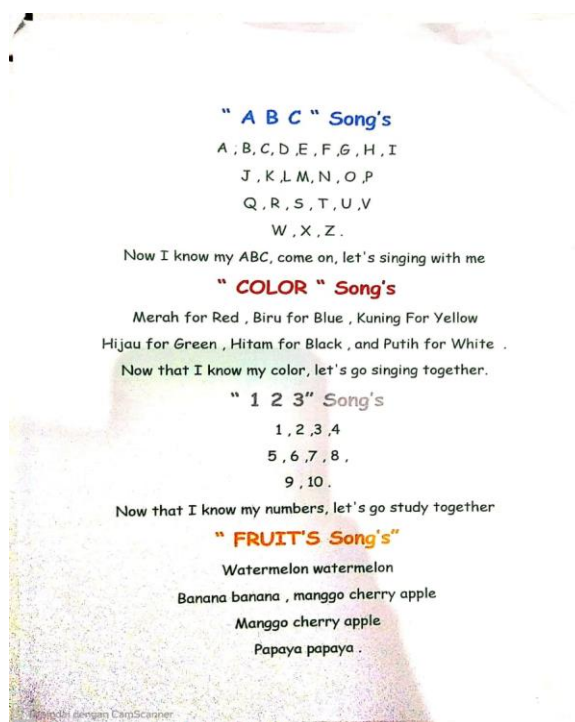 " A B C " Song's
A , B, C, D ,E , F ,G , H , I
J , K ,L M, N , O ,P
Q , R , S , T , U ,V
W , X , Z .
Now I know my ABC, come on, let's singing with me
" COLOR " Song's
Merah for Red , Biru for Blue , Kuning For Yellow
Hijau for Green , Hitam for Black , and Putih for White .
Now that I know my color, let's go singing together.
" 1 2 3" Song's
1 , 2 ,3 ,4
5 , 6 ,7 , 8 ,
9 , 10 .
Now that I know my numbers, let's go study together
" FRUIT'S Song's"
Watermelon watermelon
Banana banana , manggo cherry apple
Manggo cherry apple
Papaya papaya .
Dipindai dengan CamScanner